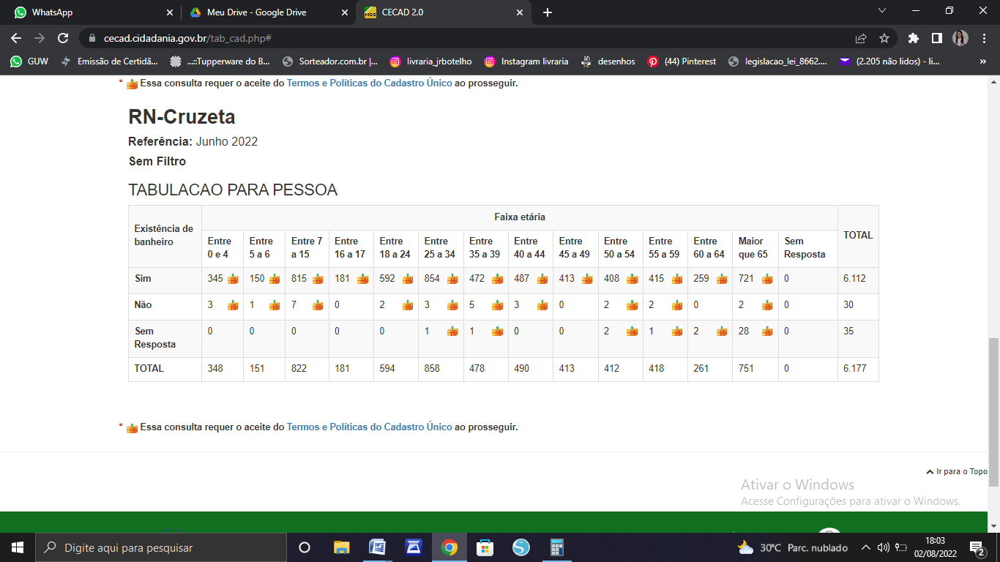 WhatsApp
Meu Drive - Google Drive
CECAD 2.0
cecad.cidadania.gov.br/tab_cad.php#
GUW
Emissão de Certidã...
...::Tupperware do B...
Sorteador.com.br |...
livraria_jrbotelho
Instagram livraria
desenhos
(44) Pinterest
legislacao_lei_8662....
(2.205 não lidos) - li...
* Essa consulta requer o aceite do Termos e Políticas do Cadastro Único ao prosseguir.
RN-Cruzeta
Referência: Junho 2022
Sem Filtro
TABULACAO PARA PESSOA
Existência de banheiro Faixa etária TOTAL
Entre 0 e 4 Entre 5 a 6 Entre 7 a 15 Entre 16 a 17 Entre 18 a 24 Entre 25 a 34 Entre 35 a 39 Entre 40 a 44 Entre 45 a 49 Entre 50 a 54 Entre 55 a 59 Entre 60 a 64 Maior que 65 Sem Resposta
Sim 345 150 815 181 592 854 472 487 413 408 415 259 721 0 6.112
Não 3 1 7 0 2 3 5 3 0 2 2 0 2 0 30
Sem Resposta 0 0 0 0 0 1 1 0 0 2 1 2 28 0 35
TOTAL 348 151 822 181 594 858 478 490 413 412 418 261 751 0 6.177
* Essa consulta requer o aceite do Termos e Políticas do Cadastro Único ao prosseguir.
Ir para o Topo
Ativar o Windows
Acesse Configurações para ativar o Windows.
Digite aqui para pesquisar
30°C Parc. nublado
18:03
02/08/2022
2